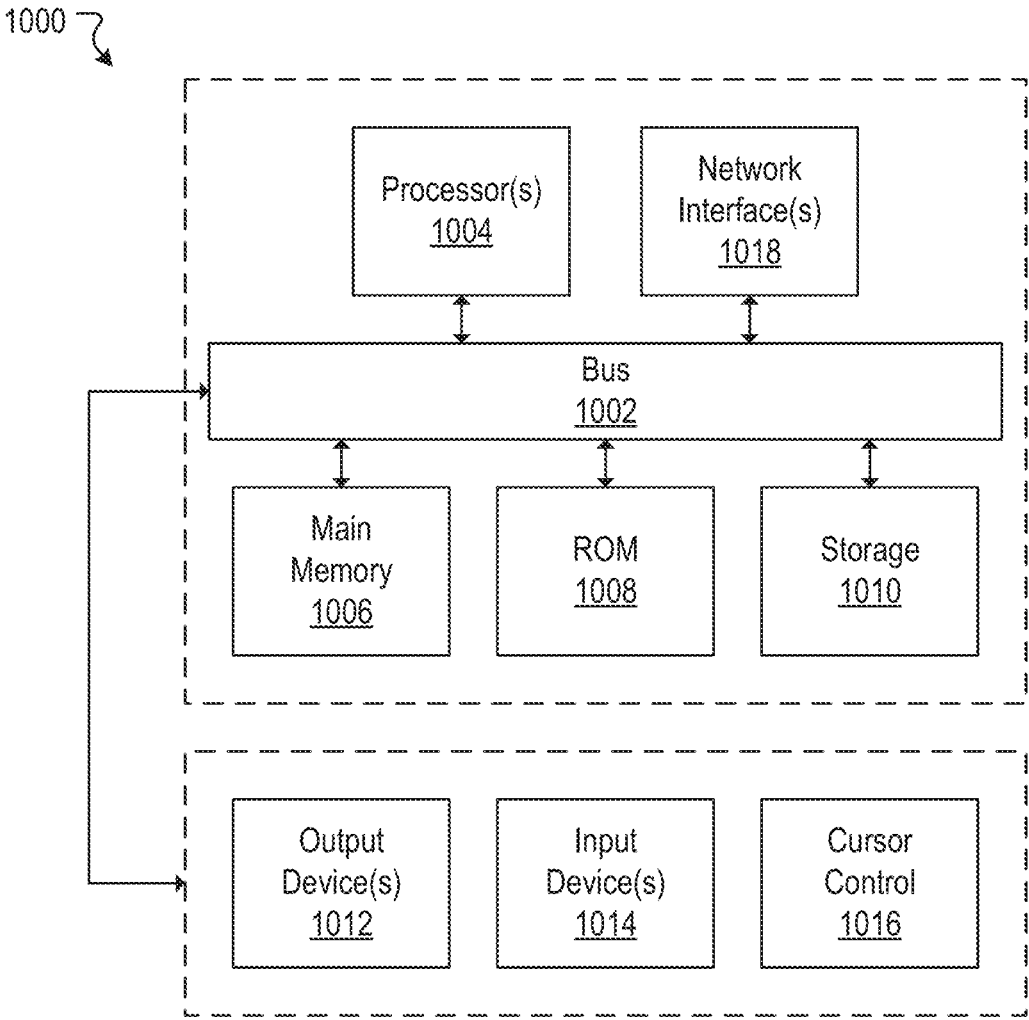 1000
Processor(s)
1004
Network
Interface(s)
1018
Bus
1002
Main
Memory
1006
ROM
1008
Storage
1010
Output
Device(s)
1012
Input
Device(s)
1014
Cursor
Control
1016